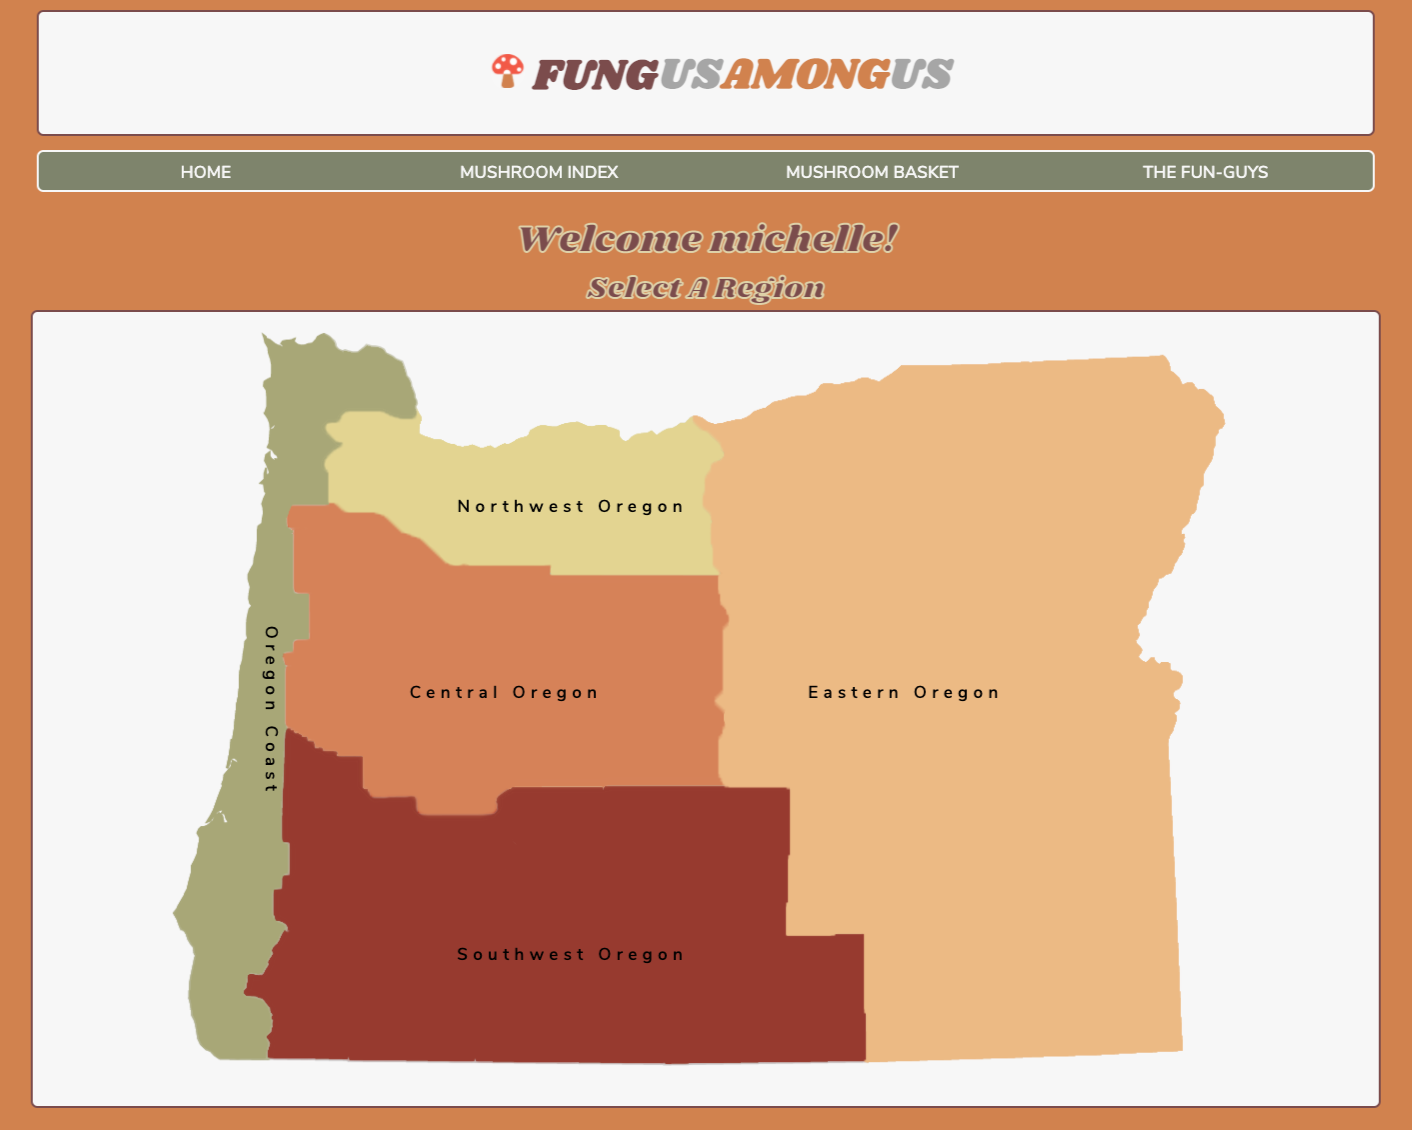 FUNGUSAMONGUS
HOME MUSHROOM INDEX MUSHROOM BASKET THE FUN-GUYS
Welcome michelle!
Select A Region
Northwest Oregon
Oregon Coast
Central Oregon
Eastern Oregon
Southwest Oregon